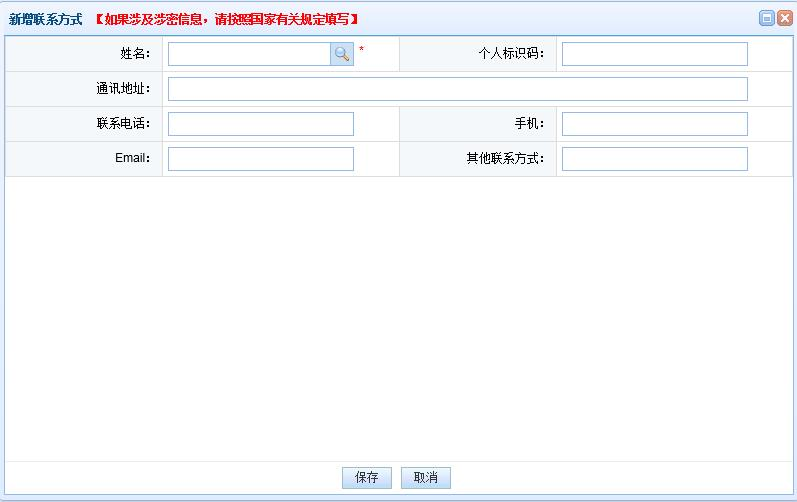 新增联系方式 【如果涉及涉密信息，请按照国家有关规定填写】
姓名： * 个人标识码：
通讯地址：
联系电话： 手机：
Email： 其他联系方式：
保存 取消